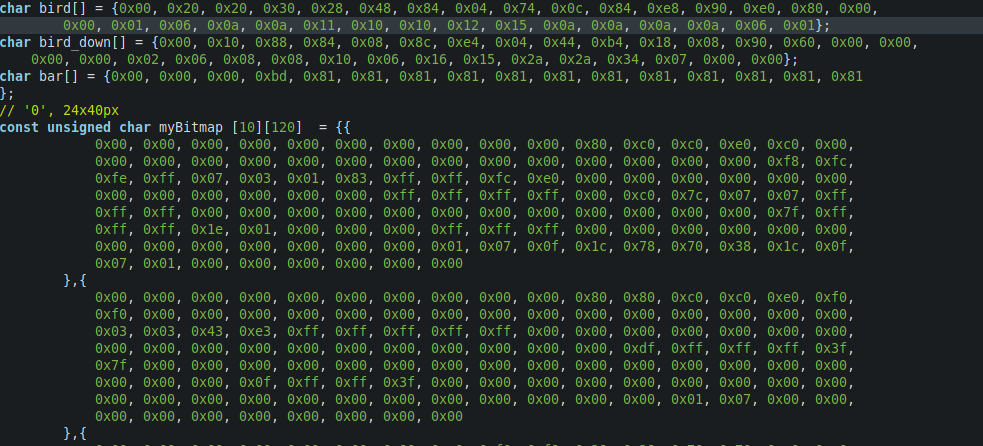 char bird[] = {0x00, 0x20, 0x20, 0x30, 0x28, 0x48, 0x84, 0x04, 0x74, 0x0c, 0x84, 0xe8, 0x90, 0xe0, 0x80, 0x00,
0x00, 0x01, 0x06, 0x0a, 0x0a, 0x11, 0x10, 0x10, 0x12, 0x15, 0x0a, 0x0a, 0x0a, 0x0a, 0x06, 0x01};
char bird_down[] = {0x00, 0x10, 0x88, 0x84, 0x08, 0x8c, 0xe4, 0x04, 0x44, 0xb4, 0x18, 0x08, 0x90, 0x60, 0x00, 0x00,
0x00, 0x00, 0x02, 0x06, 0x08, 0x08, 0x10, 0x06, 0x16, 0x15, 0x2a, 0x2a, 0x34, 0x07, 0x00, 0x00};
char bar[] = {0x00, 0x00, 0x00, 0xbd, 0x81, 0x81, 0x81, 0x81, 0x81, 0x81, 0x81, 0x81, 0x81, 0x81, 0x81, 0x81
};
// '0', 24x40px
const unsigned char myBitmap [10][120]  = {{
0x00, 0x00, 0x00, 0x00, 0x00, 0x00, 0x00, 0x00, 0x00, 0x00, 0x80, 0xc0, 0xc0, 0xe0, 0xc0, 0x00,
0x00, 0x00, 0x00, 0x00, 0x00, 0x00, 0x00, 0x00, 0x00, 0x00, 0x00, 0x00, 0x00, 0x00, 0xf8, 0xfc,
0xfe, 0xff, 0x07, 0x03, 0x01, 0x83, 0xff, 0xff, 0xfc, 0xe0, 0x00, 0x00, 0x00, 0x00, 0x00, 0x00,
0x00, 0x00, 0x00, 0x00, 0x00, 0x00, 0xff, 0xff, 0xff, 0xff, 0x00, 0xc0, 0x7c, 0x07, 0x07, 0xff,
0xff, 0xff, 0x00, 0x00, 0x00, 0x00, 0x00, 0x00, 0x00, 0x00, 0x00, 0x00, 0x00, 0x00, 0x7f, 0xff,
0xff, 0xff, 0x1e, 0x01, 0x00, 0x00, 0x00, 0xff, 0xff, 0xff, 0x00, 0x00, 0x00, 0x00, 0x00, 0x00,
0x00, 0x00, 0x00, 0x00, 0x00, 0x00, 0x00, 0x01, 0x07, 0x0f, 0x1c, 0x78, 0x70, 0x38, 0x1c, 0x0f,
0x07, 0x01, 0x00, 0x00, 0x00, 0x00, 0x00, 0x00
},{
0x00, 0x00, 0x00, 0x00, 0x00, 0x00, 0x00, 0x00, 0x00, 0x00, 0x80, 0x80, 0xc0, 0xc0, 0xe0, 0xf0,
0xf0, 0x00, 0x00, 0x00, 0x00, 0x00, 0x00, 0x00, 0x00, 0x00, 0x00, 0x00, 0x00, 0x00, 0x00, 0x00,
0x03, 0x03, 0x43, 0xe3, 0xff, 0xff, 0xff, 0xff, 0xff, 0x00, 0x00, 0x00, 0x00, 0x00, 0x00, 0x00,
0x00, 0x00, 0x00, 0x00, 0x00, 0x00, 0x00, 0x00, 0x00, 0x00, 0x00, 0xdf, 0xff, 0xff, 0xff, 0x3f,
0x7f, 0x00, 0x00, 0x00, 0x00, 0x00, 0x00, 0x00, 0x00, 0x00, 0x00, 0x00, 0x00, 0x00, 0x00, 0x00,
0x00, 0x00, 0x00, 0x0f, 0xff, 0xff, 0x3f, 0x00, 0x00, 0x00, 0x00, 0x00, 0x00, 0x00, 0x00, 0x00,
0x00, 0x00, 0x00, 0x00, 0x00, 0x00, 0x00, 0x00, 0x00, 0x00, 0x00, 0x00, 0x01, 0x07, 0x00, 0x00,
0x00, 0x00, 0x00, 0x00, 0x00, 0x00, 0x00, 0x00
},{